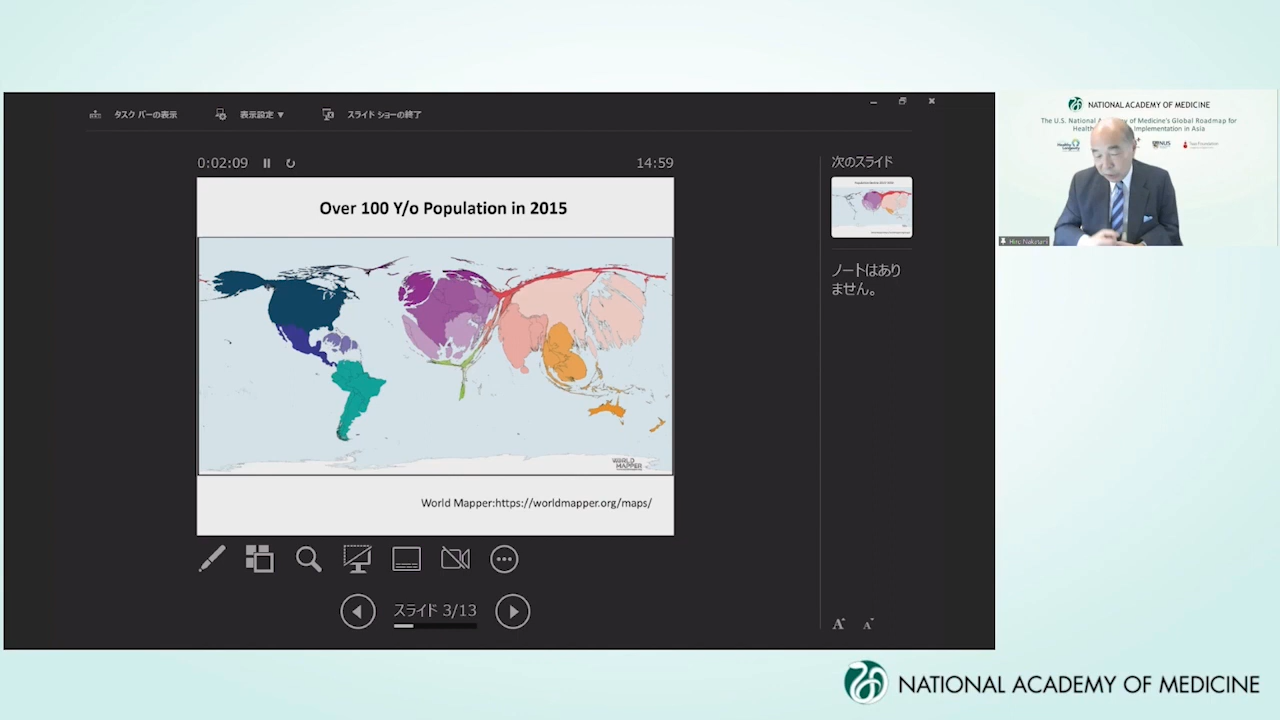 タスク バーの表示
表示設定 ▼
スライド ショーの終了
0:02:09
14:59
次のスライド
Over 100 Y/o Population in 2015
WORLD
MAPPER
World Mapper:https://worldmapper.org/maps/
ノートはあり
ません。
スライド 3/13
A
A
NATIONAL ACADEMY OF MEDICINE
The U.S. National
of Medicine's Global Roadmap for
Health
Implementation in Asia
NUS
Hiro Nakatani
NATIONAL ACADEMY OF MEDICINE